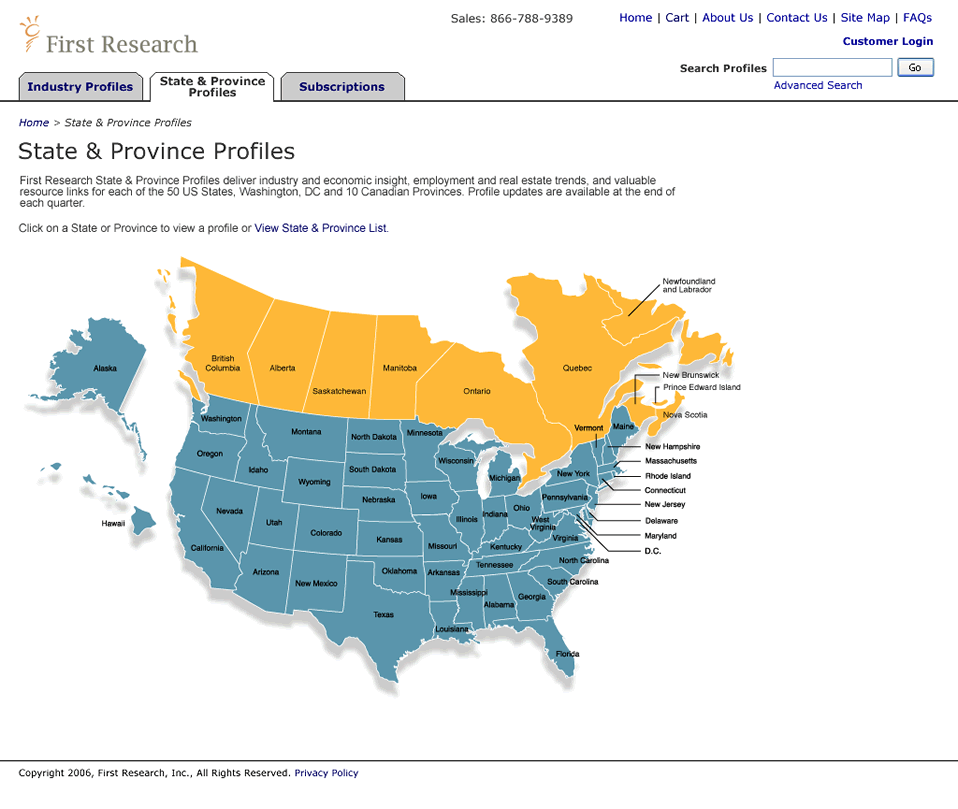 Sales: 866-788-9389
Home | Cart | About Us | Contact Us | Site Map | FAQs
First Research
Customer Login
Search Profiles
Go
Advanced Search
Industry Profiles
State & Province
Profiles
Subscriptions
Home > State & Province Profiles
State & Province Profiles
First Research State & Province Profiles deliver industry and economic insight, employment and real estate trends, and valuable
resource links for each of the 50 US States, Washington, DC and 10 Canadian Provinces. Profile updates are available at the end of
each quarter.
Click on a State or Province to view a profile or View State & Province List.
Newfoundland
and Labrador
British
Columbia
Alberta
Saskatchewan
Manitoba
Ontario
Quebec
New Brunswick
Prince Edward Island
Nova Scotia
Alaska
Hawaii
Washington
Oregon
Idaho
Montana
North Dakota
Minnesota
Wisconsin
Michigan
Vermont
Maine
New Hampshire
Massachusetts
Rhode Island
Connecticut
New Jersey
Delaware
Maryland
D.C.
New York
Pennsylvania
South Dakota
Wyoming
Nebraska
Iowa
Illinois
Indiana
Ohio
West
Virginia
Virginia
Nevada
Utah
Colorado
Kansas
Missouri
Kentucky
North Carolina
Tennessee
South Carolina
California
Arizona
New Mexico
Oklahoma
Arkansas
Mississippi
Alabama
Georgia
Texas
Louisiana
Florida
Copyright 2006, First Research, Inc., All Rights Reserved. Privacy Policy